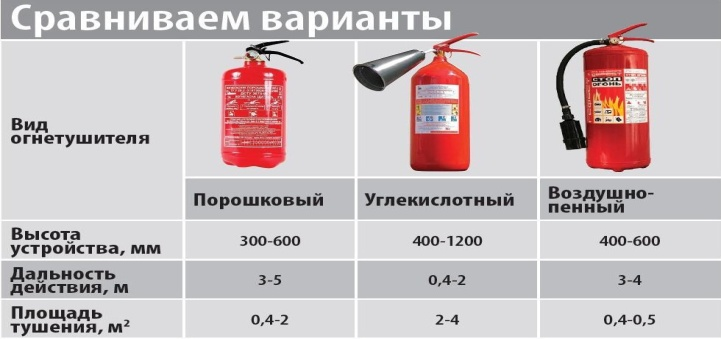 Сравниваем варианты
Вид
огнетушителя
СТОП
ОГОНЬ
Порошковый
Углекислотный
Воздушно-
пенный
Высота
устройства, мм
300-600
400-1200
400-600
Дальность
действия, м
3-5
0,4-2
3-4
Площадь
тушения, м²
0,4-2
2-4
0,4-0,5